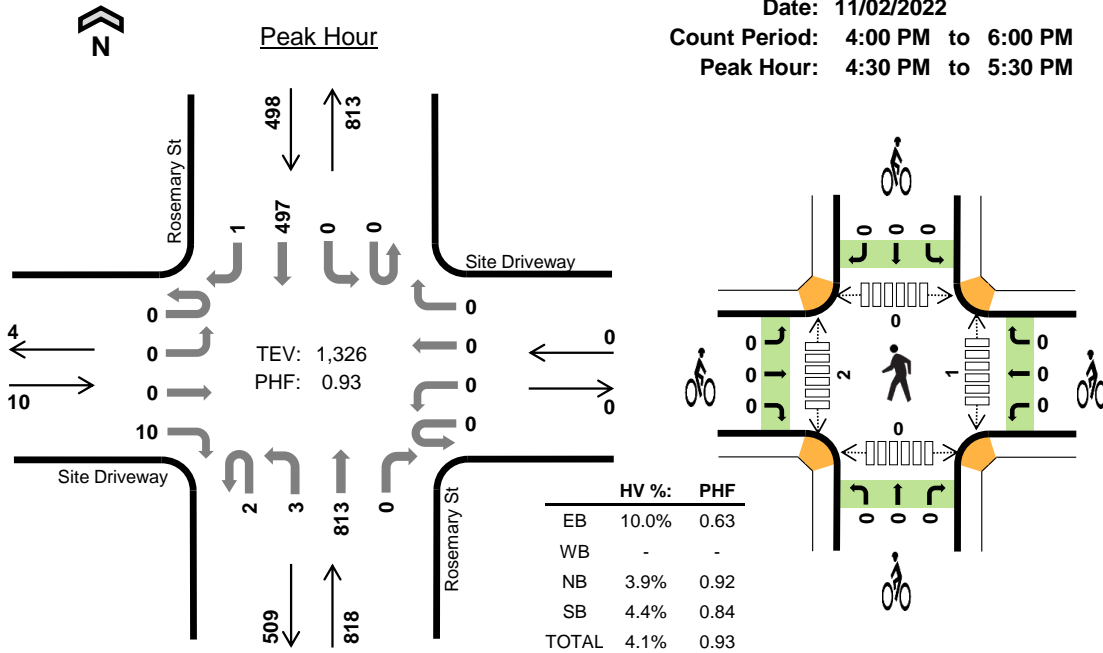 N
Peak Hour
Date: 11/02/2022
Count Period: 4:00 PM to 6:00 PM
Peak Hour: 4:30 PM to 5:30 PM
498
813
Rosemary St
1
497
0
0
Site Driveway
0
0
0
0
4
10
0
0
0
10
TEV: 1,326
PHF: 0.93
0
0
Site Driveway
2
3
813
0
Rosemary St
509
818
0
0
0
0
0
0
0
0
0
0
2
1
0
0
0
0
HV %: PHF
EB 10.0% 0.63
WB - -
NB 3.9% 0.92
SB 4.4% 0.84
TOTAL 4.1% 0.93